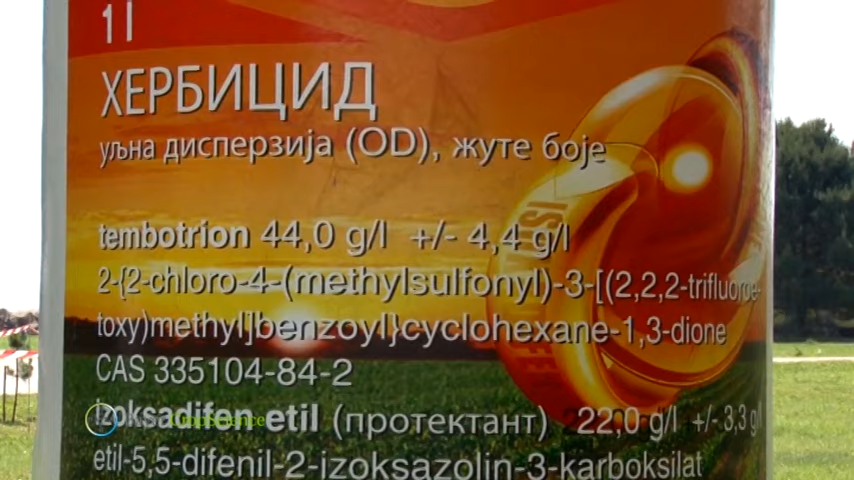 1l
ХЕРБИЦИД
уљна дисперзија (OD), жуте боје
tembotrion 44,0 g/l +/- 4,4 g/l
2-{2-chloro-4-(methylsulfonyl)-3-[(2,2,2-trifluoroe-
toxy)methyl]benzoyl}cyclohexane-1,3-dione
CAS 335104-84-2
izoksadifen etil (протектант) 22,0 g/l +/- 3,3 g/l
CropScience
etil-5,5-difenil-2-izoksazolin-3-karboksilat